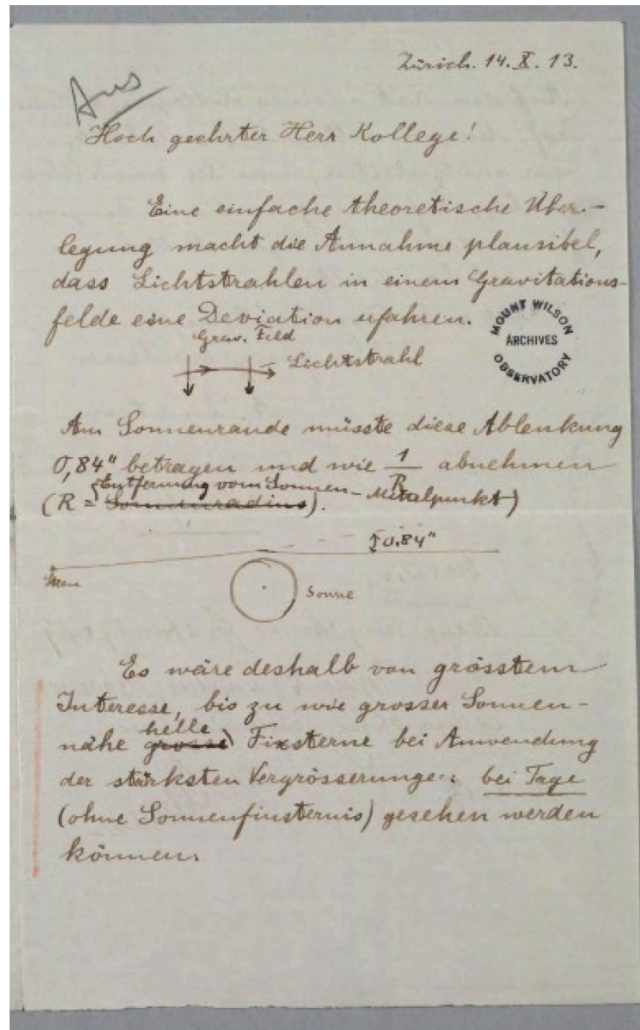 Zürich. 14. X. 13.
Aus
Hoch geehrter Herr Kollege!
Eine einfache theoretische Über-
legung macht die Annahme plausibel,
dass Lichtstrahlen in einem Gravitations-
felde eine Deviation erfahren.
MOUNT WILSON
ARCHIVES
OBSERVATORY
Grav. Feld
Lichtstrahl
Am Sonnenrande müsste diese Ablenkung
0,84" betragen und wie 1/R abnehmen
(R = Sonnenradius Entfernung vom Sonnen-Mittelpunkt).
0.84"
Sonne
Es wäre deshalb von grösstem
Interesse, bis zu wie grosser Sonnen-
nähe grosse helle Fixsterne bei Anwendung
der stärksten Vergrösserungen bei Tage
(ohne Sonnenfinsternis) gesehen werden
können.